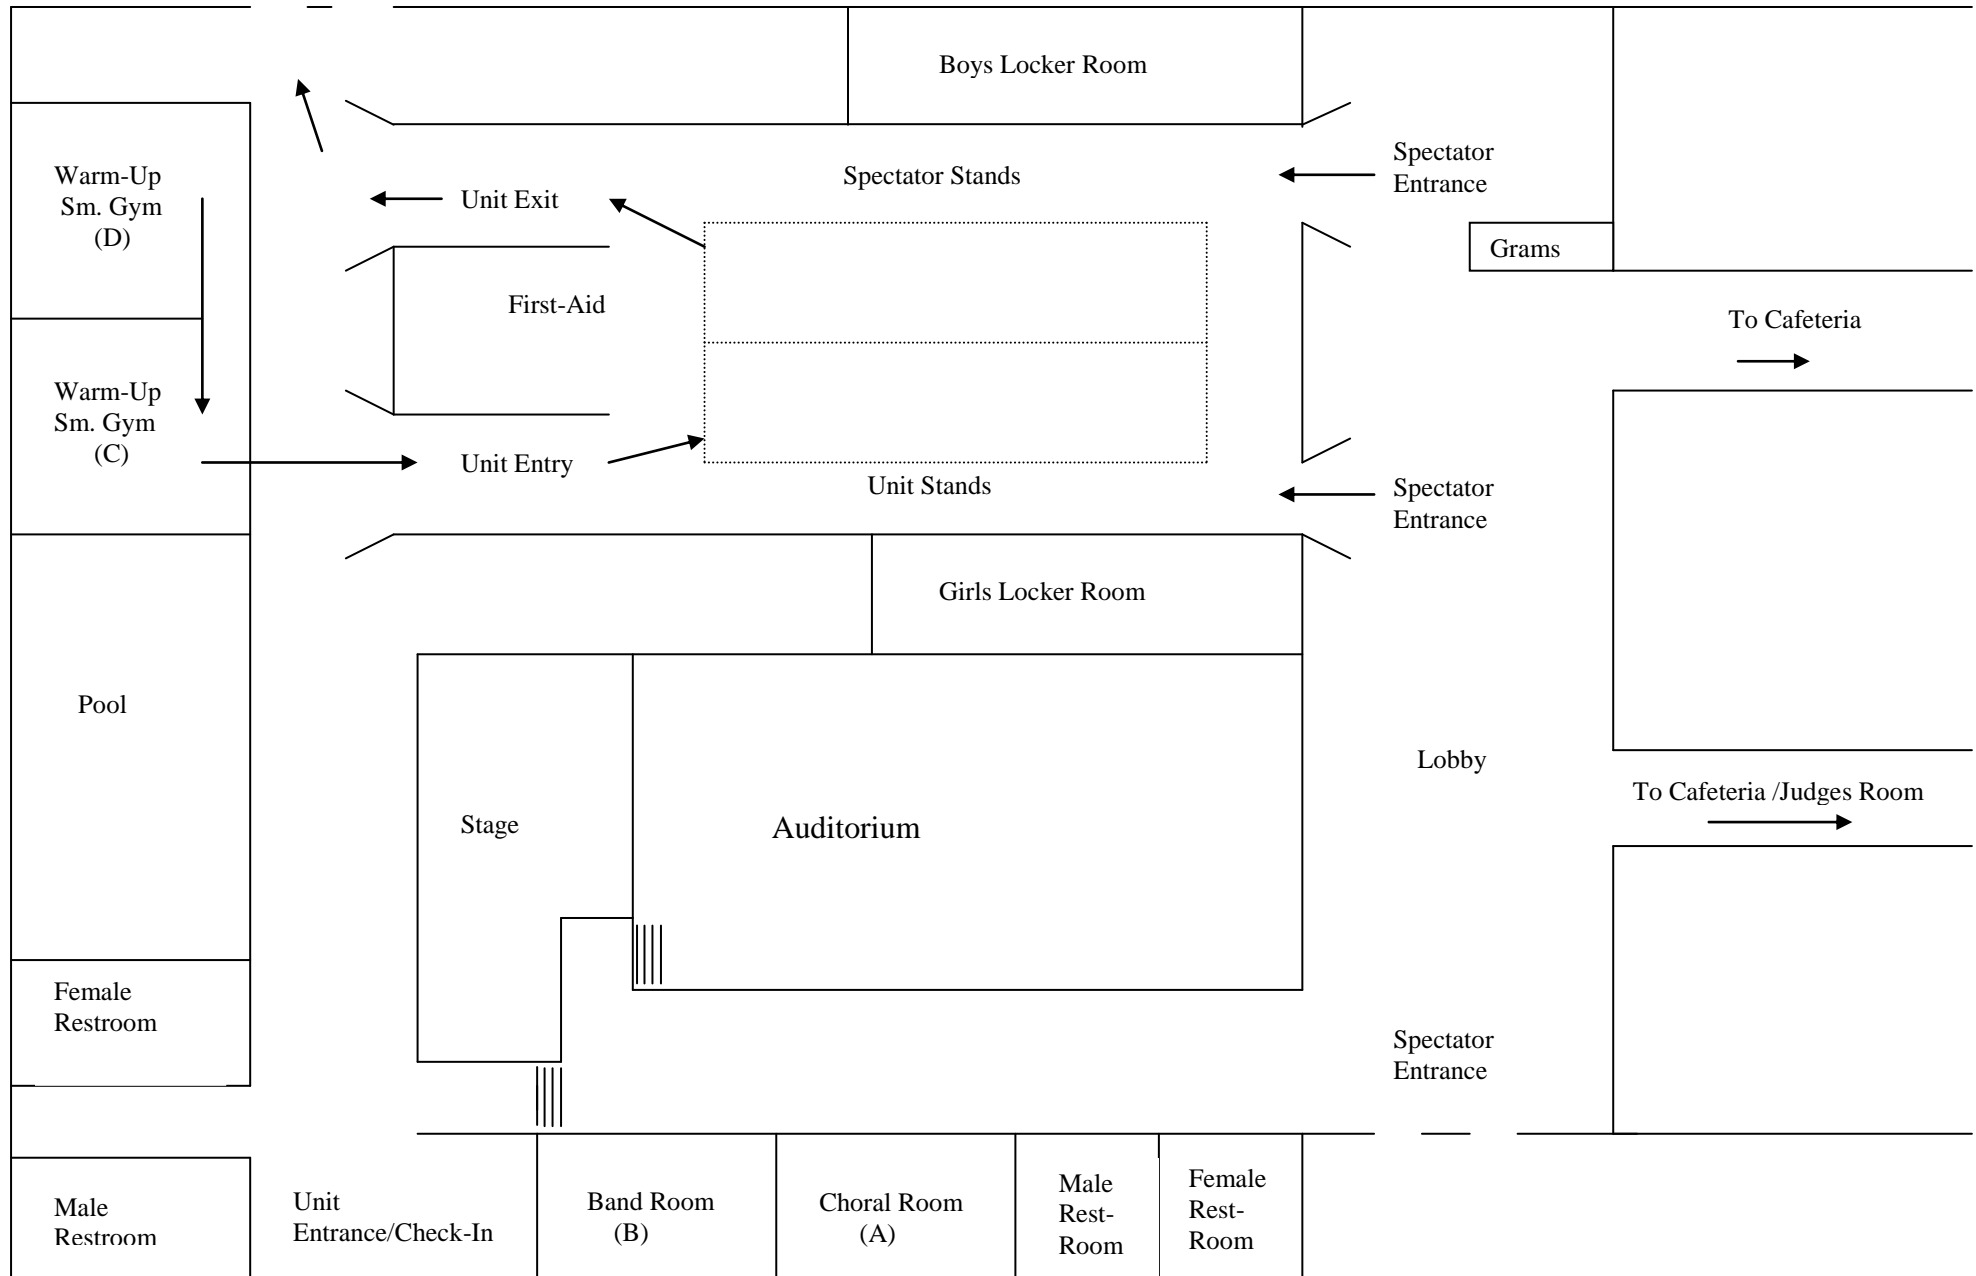 Boys Locker Room
Spectator
Entrance
Warm-Up
Sm. Gym
(D)
Spectator Stands
Unit Exit
Grams
First-Aid
To Cafeteria
Warm-Up
Sm. Gym
(C)
Unit Entry
Unit Stands
Spectator
Entrance
Girls Locker Room
Pool
Lobby
To Cafeteria /Judges Room
Stage
Auditorium
Female
Restroom
Spectator
Entrance
Male
Restroom
Unit
Entrance/Check-In
Band Room
(B)
Choral Room
(A)
Male
Rest-
Room
Female
Rest-
Room